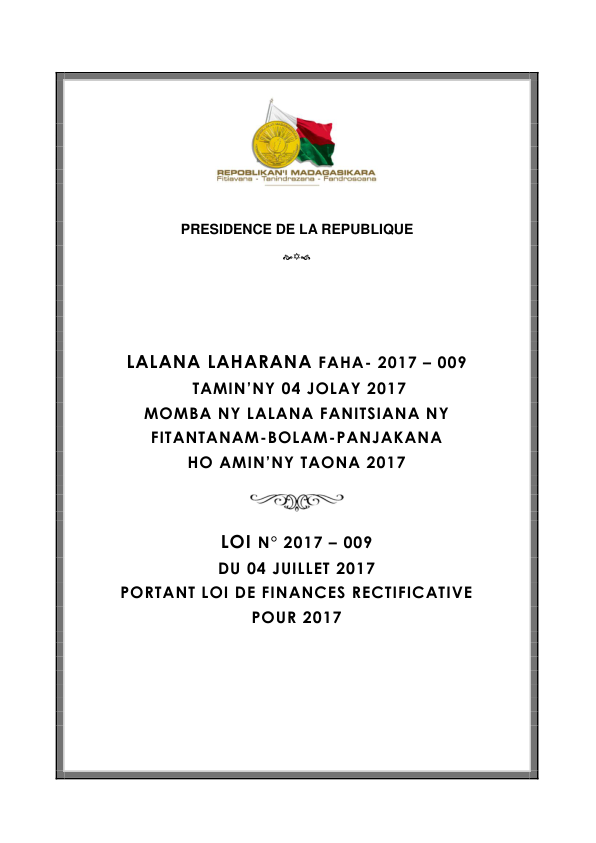 REPOBLIKAN'I MADAGASIKARA
Fitiavana - Tanindrazana - Fandrosoana
PRESIDENCE DE LA REPUBLIQUE
LALANA LAHARANA FAHA- 2017 – 009
TAMIN'NY 04 JOLAY 2017
MOMBA NY LALANA FANITSIANA NY
FITANTANAM-BOLAM-PANJAKANA
HO AMIN'NY TAONA 2017
LOI N° 2017 – 009
DU 04 JUILLET 2017
PORTANT LOI DE FINANCES RECTIFICATIVE
POUR 2017